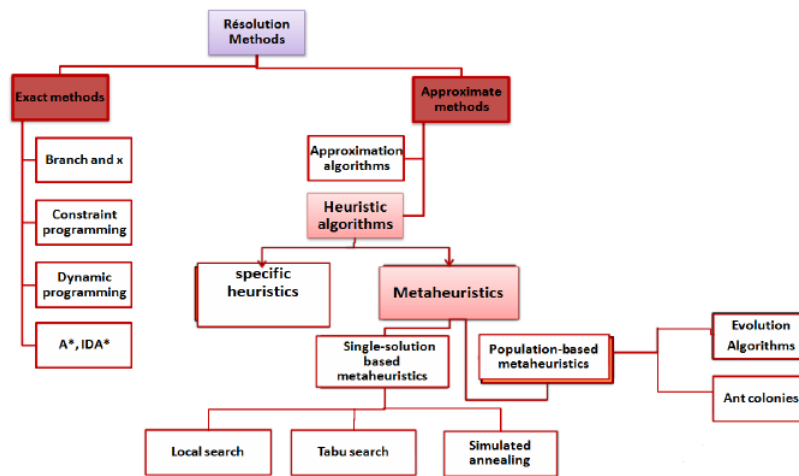 Résolution
Methods
Exact methods
Approximate
methods
Branch and x
Approximation
algorithms
Constraint
programming
Heuristic
algorithms
Dynamic
programming
specific
heuristics
Metaheuristics
A*, IDA*
Single-solution
based
metaheuristics
Population-based
metaheuristics
Evolution
Algorithms
Ant colonies
Local search
Tabu search
Simulated
annealing